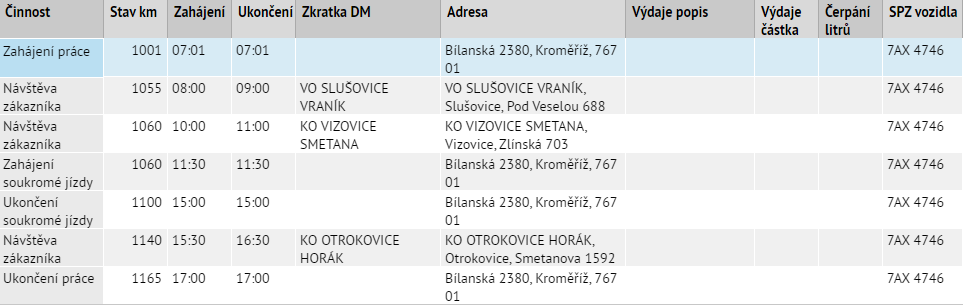 Činnost Stav km Zahájení Ukončení Zkratka DM Adresa Výdaje popis Výdaje částka Čerpání litrů SPZ vozidla
Zahájení práce 1001 07:01 07:01 Bílanská 2380, Kroměříž, 767 01 7AX 4746
Návštěva zákazníka 1055 08:00 09:00 VO SLUŠOVICE VRANÍK VO SLUŠOVICE VRANÍK, Slušovice, Pod Veselou 688 7AX 4746
Návštěva zákazníka 1060 10:00 11:00 KO VIZOVICE SMETANA KO VIZOVICE SMETANA, Vizovice, Zlínská 703 7AX 4746
Zahájení soukromé jízdy 1060 11:30 11:30 Bílanská 2380, Kroměříž, 767 01 7AX 4746
Ukončení soukromé jízdy 1100 15:00 15:00 Bílanská 2380, Kroměříž, 767 01 7AX 4746
Návštěva zákazníka 1140 15:30 16:30 KO OTROKOVICE HORÁK KO OTROKOVICE HORÁK, Otrokovice, Smetanova 1592 7AX 4746
Ukončení práce 1165 17:00 17:00 Bílanská 2380, Kroměříž, 767 01 7AX 4746